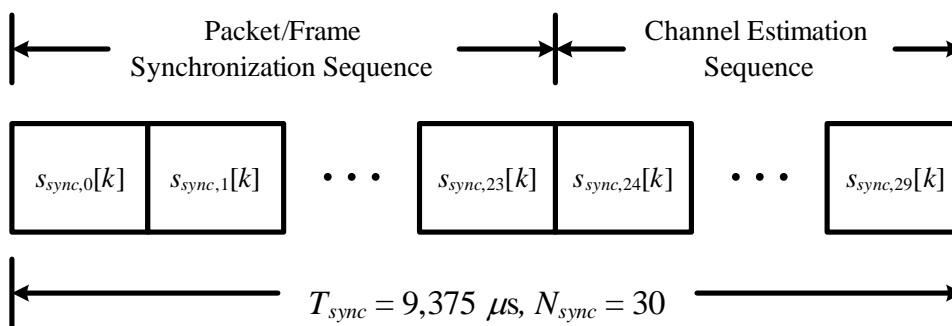 Packet/Frame
Synchronization Sequence
Channel Estimation
Sequence
s_{sync,0}[k] s_{sync,1}[k] • • • s_{sync,23}[k] s_{sync,24}[k] • • • s_{sync,29}[k]
T_{sync} = 9,375 μs, N_{sync} = 30